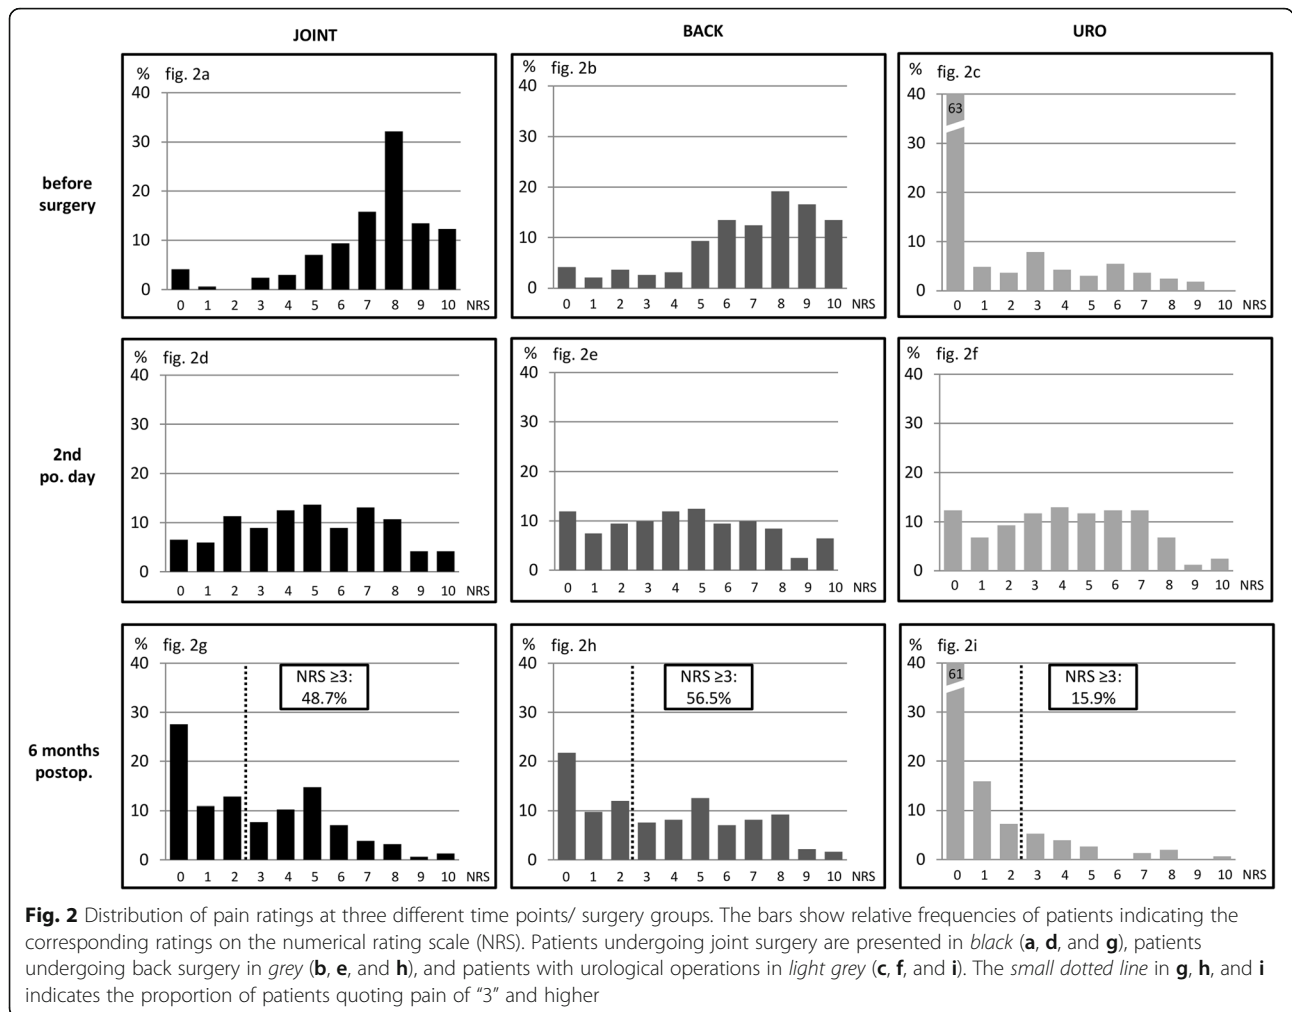 JOINT BACK URO
% fig. 2a
40
30
20
10
0
0 1 2 3 4 5 6 7 8 9 10 NRS
% fig. 2b
40
30
20
10
0
0 1 2 3 4 5 6 7 8 9 10 NRS
% fig. 2c
40
63
30
20
10
0
0 1 2 3 4 5 6 7 8 9 10 NRS
before
surgery
% fig. 2d
40
30
20
10
0
0 1 2 3 4 5 6 7 8 9 10 NRS
% fig. 2e
40
30
20
10
0
0 1 2 3 4 5 6 7 8 9 10 NRS
% fig. 2f
40
30
20
10
0
0 1 2 3 4 5 6 7 8 9 10 NRS
2nd
po. day
% fig. 2g
40
30
20
10
0
NRS ≥3:
48.7%
0 1 2 3 4 5 6 7 8 9 10 NRS
% fig. 2h
40
30
20
10
0
NRS ≥3:
56.5%
0 1 2 3 4 5 6 7 8 9 10 NRS
% fig. 2i
40
61
30
20
10
0
NRS ≥3:
15.9%
0 1 2 3 4 5 6 7 8 9 10 NRS
6 months
postop.
Fig. 2 Distribution of pain ratings at three different time points/ surgery groups. The bars show relative frequencies of patients indicating the
corresponding ratings on the numerical rating scale (NRS). Patients undergoing joint surgery are presented in black (a, d, and g), patients
undergoing back surgery in grey (b, e, and h), and patients with urological operations in light grey (c, f, and i). The small dotted line in g, h, and i
indicates the proportion of patients quoting pain of “3” and higher